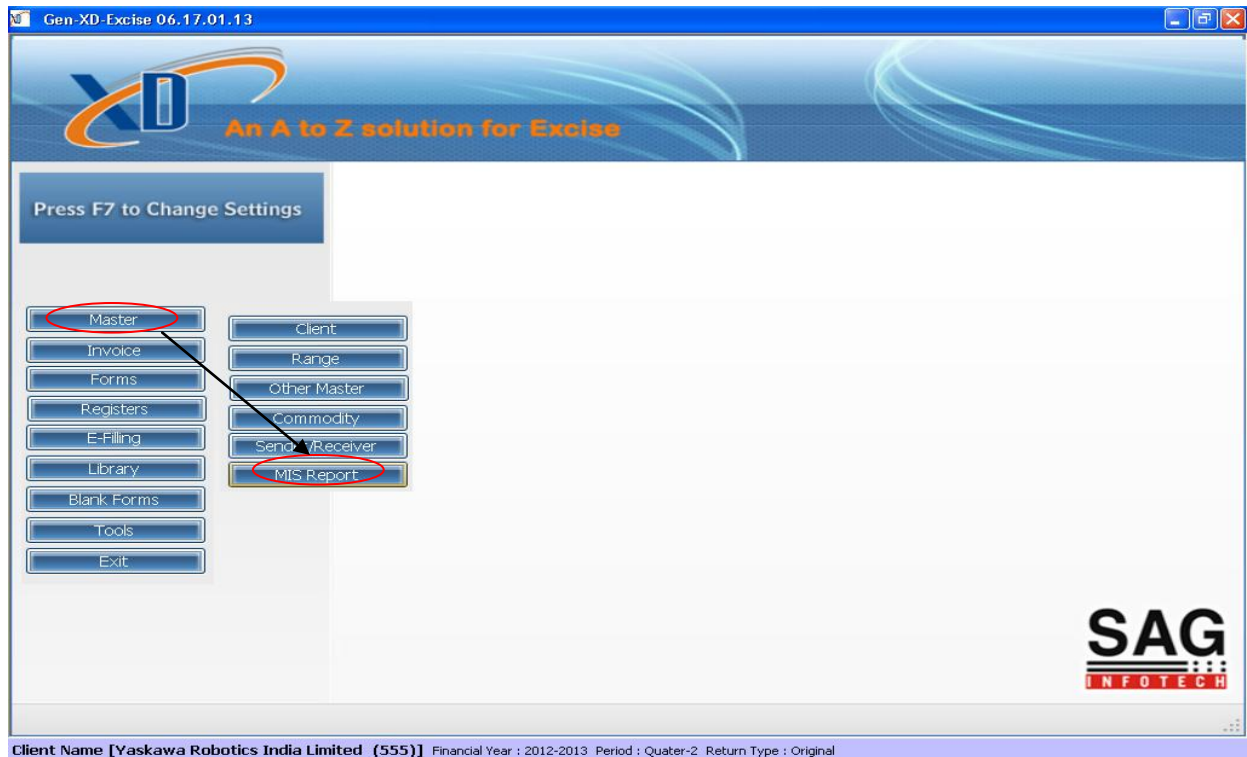 Gen-XD-Excise 06.17.01.13
XD
An A to Z solution for Excise
Press F7 to Change Settings
Master
Invoice
Forms
Registers
E-Filling
Library
Blank Forms
Tools
Exit
Client
Range
Other Master
Commodity
Sender/Receiver
MIS Report
SAG
INFOTECH
Client Name [Yaskawa Robotics India Limited (555)] Financial Year : 2012-2013 Period : Quater-2 Return Type : Original